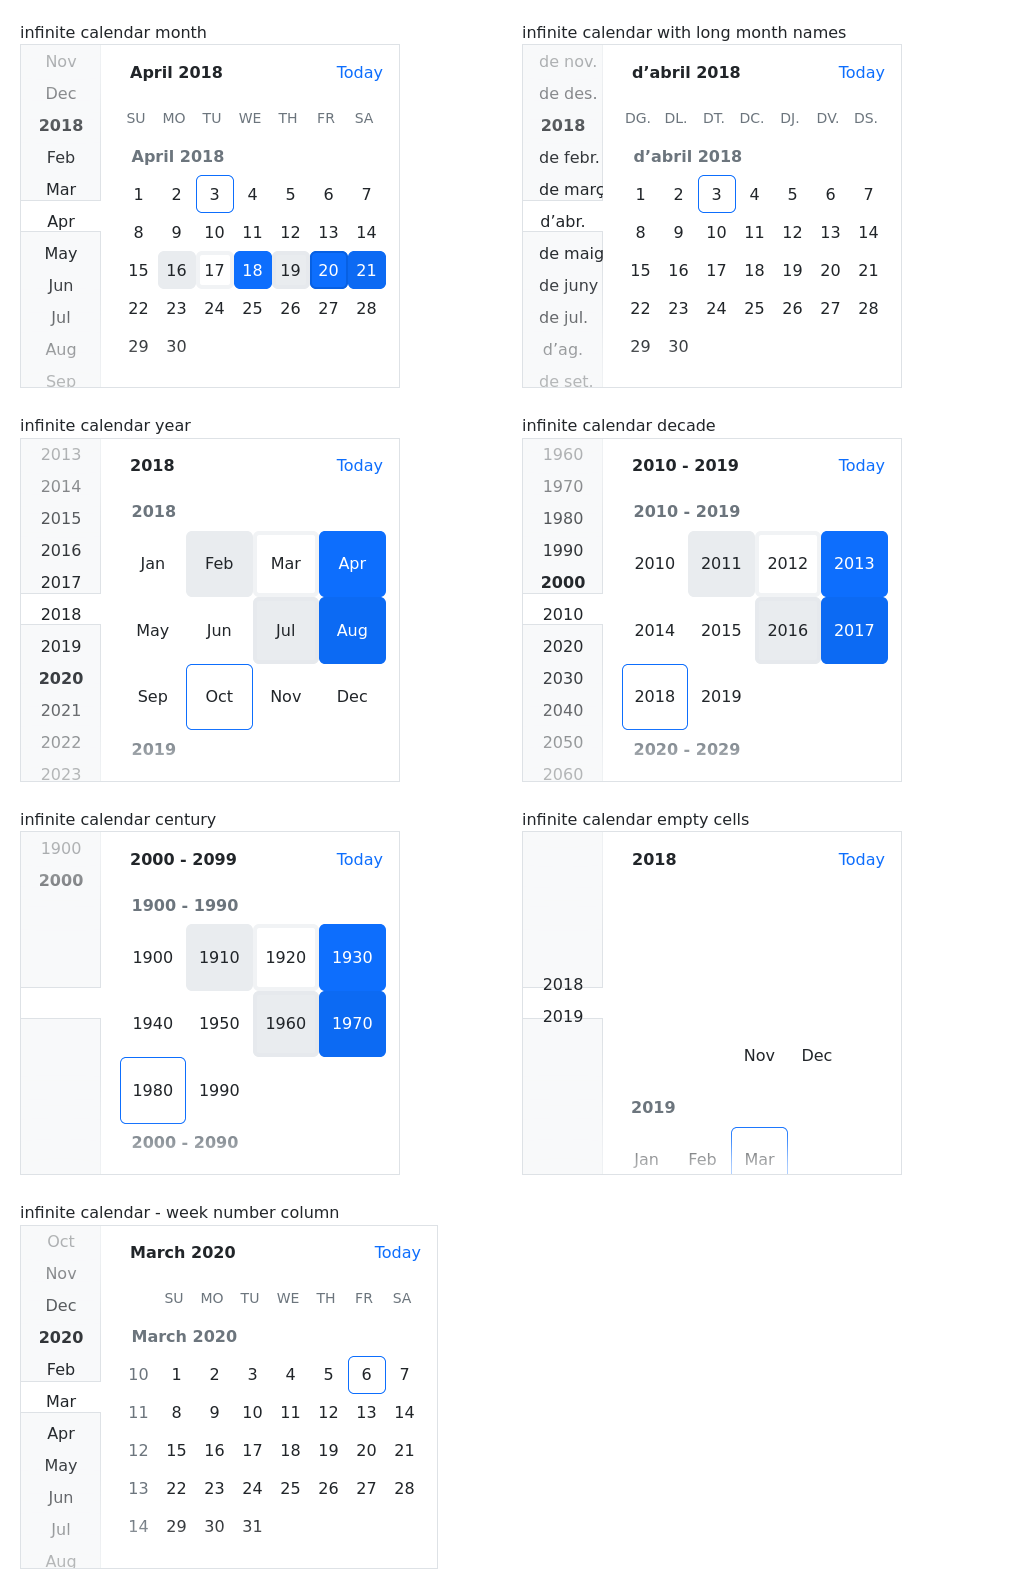 infinite calendar month
Nov
Dec
2018
Feb
Mar
Apr
May
Jun
Jul
Aug
Sep
April 2018 Today
SU MO TU WE TH FR SA
April 2018
1 2 3 4 5 6 7
8 9 10 11 12 13 14
15 16 17 18 19 20 21
22 23 24 25 26 27 28
29 30
infinite calendar with long month names
de nov.
de des.
2018
de febr.
de març
d’abr.
de maig
de juny
de jul.
d’ag.
de set.
d’abril 2018 Today
DG. DL. DT. DC. DJ. DV. DS.
d’abril 2018
1 2 3 4 5 6 7
8 9 10 11 12 13 14
15 16 17 18 19 20 21
22 23 24 25 26 27 28
29 30
infinite calendar year
2013
2014
2015
2016
2017
2018
2019
2020
2021
2022
2023
2018 Today
2018
Jan Feb Mar Apr
May Jun Jul Aug
Sep Oct Nov Dec
2019
infinite calendar decade
1960
1970
1980
1990
2000
2010
2020
2030
2040
2050
2060
2010 - 2019 Today
2010 - 2019
2010 2011 2012 2013
2014 2015 2016 2017
2018 2019
2020 - 2029
infinite calendar century
1900
2000
2000 - 2099 Today
1900 - 1990
1900 1910 1920 1930
1940 1950 1960 1970
1980 1990
2000 - 2090
infinite calendar empty cells
2018
2019
2018 Today
Nov Dec
2019
Jan Feb Mar
infinite calendar - week number column
Oct
Nov
Dec
2020
Feb
Mar
Apr
May
Jun
Jul
Aug
March 2020 Today
SU MO TU WE TH FR SA
March 2020
10 1 2 3 4 5 6 7
11 8 9 10 11 12 13 14
12 15 16 17 18 19 20 21
13 22 23 24 25 26 27 28
14 29 30 31